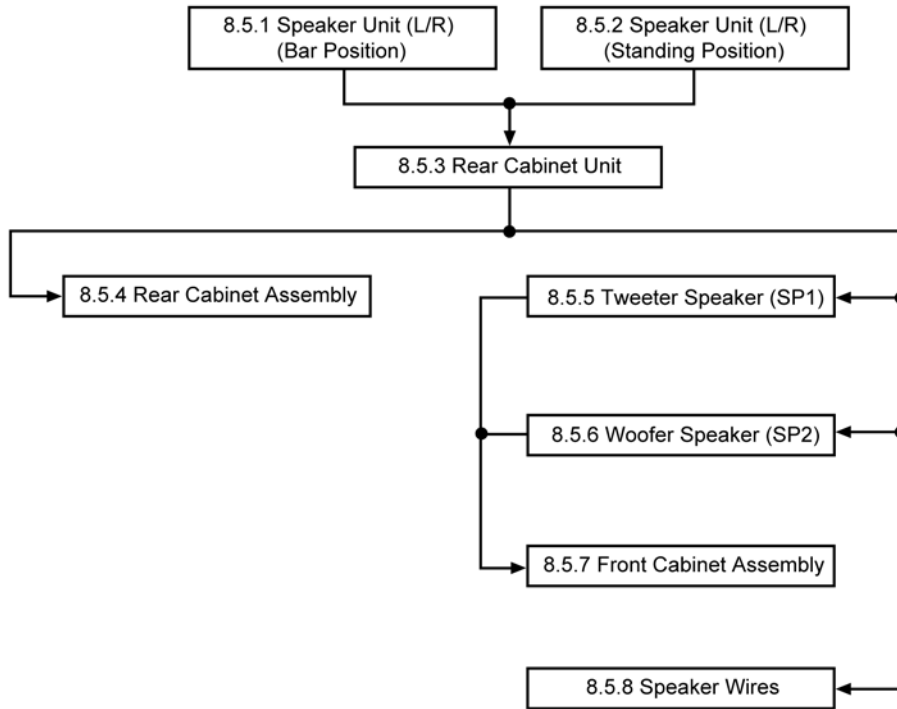 8.5.1 Speaker Unit (L/R)
(Bar Position)
8.5.2 Speaker Unit (L/R)
(Standing Position)
8.5.3 Rear Cabinet Unit
8.5.4 Rear Cabinet Assembly
8.5.5 Tweeter Speaker (SP1)
8.5.6 Woofer Speaker (SP2)
8.5.7 Front Cabinet Assembly
8.5.8 Speaker Wires